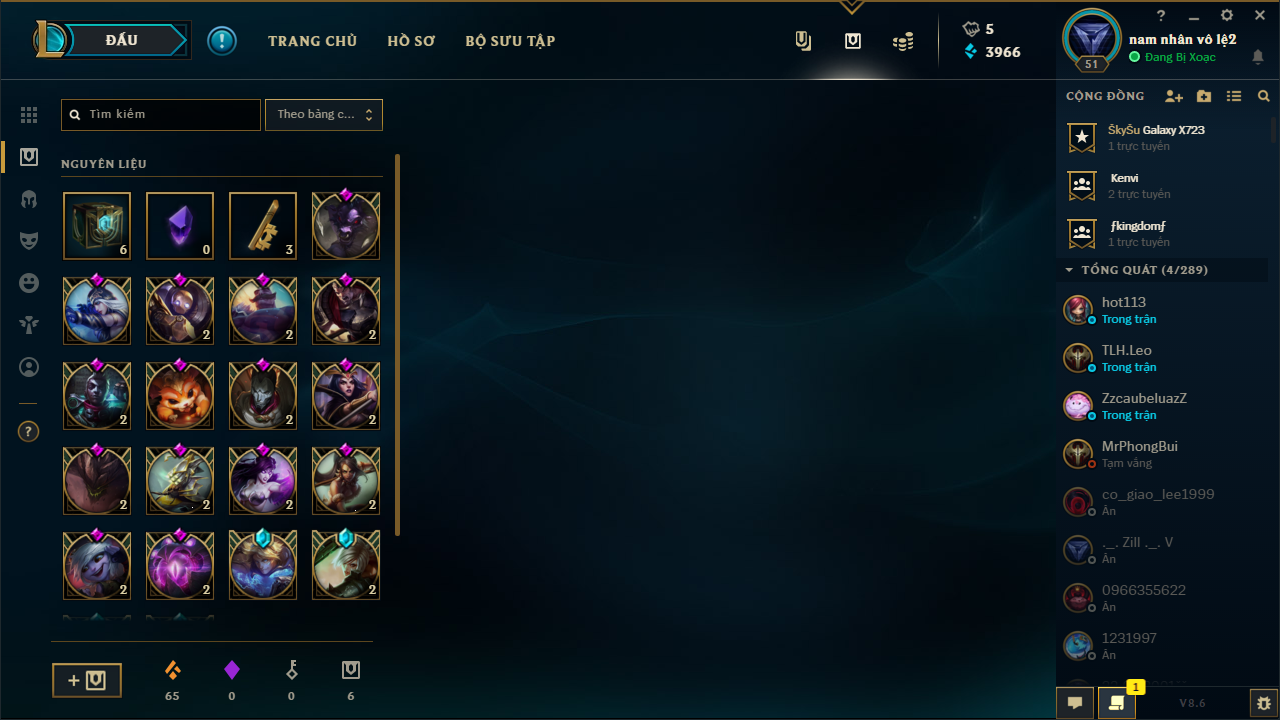 ĐẤU
TRANG CHỦ
HỒ SƠ
BỘ SƯU TẬP
5
3966
51
nam nhân vô lệ2
Đang Bị Xoạc
Tìm kiếm
Theo bảng c...
NGUYÊN LIỆU
6
0
3
2
2
2
2
2
2
2
2
2
2
2
2
2
?
65
0
0
6
CỘNG ĐỒNG
ŠkyŠu Galaxy X723
1 trực tuyến
Kenvi
2 trực tuyến
ƒkingdomƒ
1 trực tuyến
TỔNG QUÁT (4/289)
hot113
Trong trận
TLH.Leo
Trong trận
ZzcaubeluazZ
Trong trận
MrPhongBui
Tạm vắng
co_giao_lee1999
Ẩn
._. Zill ._. V
Ẩn
0966355622
Ẩn
1231997
Ẩn
1
V8.6